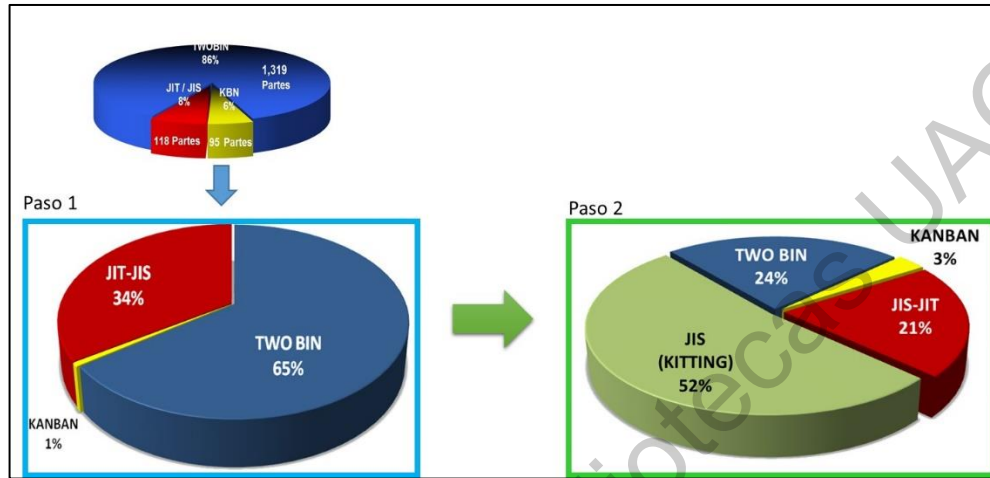 TWOBIN
86%
1,319
Partes
JIT / JIS
8%
KBN
6%
118 Partes
95 Partes
Paso 1
JIT-JIS
34%
TWO BIN
65%
KANBAN
1%
Paso 2
TWO BIN
24%
KANBAN
3%
JIS-JIT
21%
JIS
(KITTING)
52%